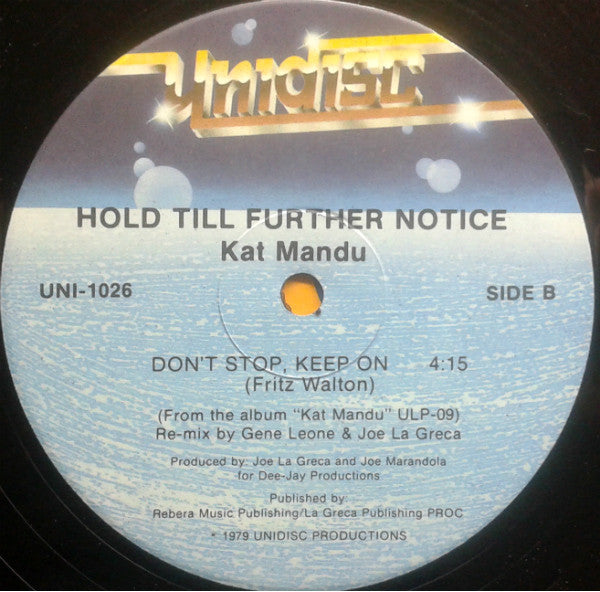 Unidisc
HOLD TILL FURTHER NOTICE
Kat Mandu
UNI-1026
SIDE B
DON'T STOP, KEEP ON 4:15
(Fritz Walton)
(From the album "Kat Mandu" ULP-09)
Re-mix by Gene Leone & Joe La Greca
Produced by: Joe La Greca and Joe Marandola
for Dee-Jay Productions
Published by:
Rebera Music Publishing/La Greca Publishing PROC
* 1979 UNIDISC PRODUCTIONS